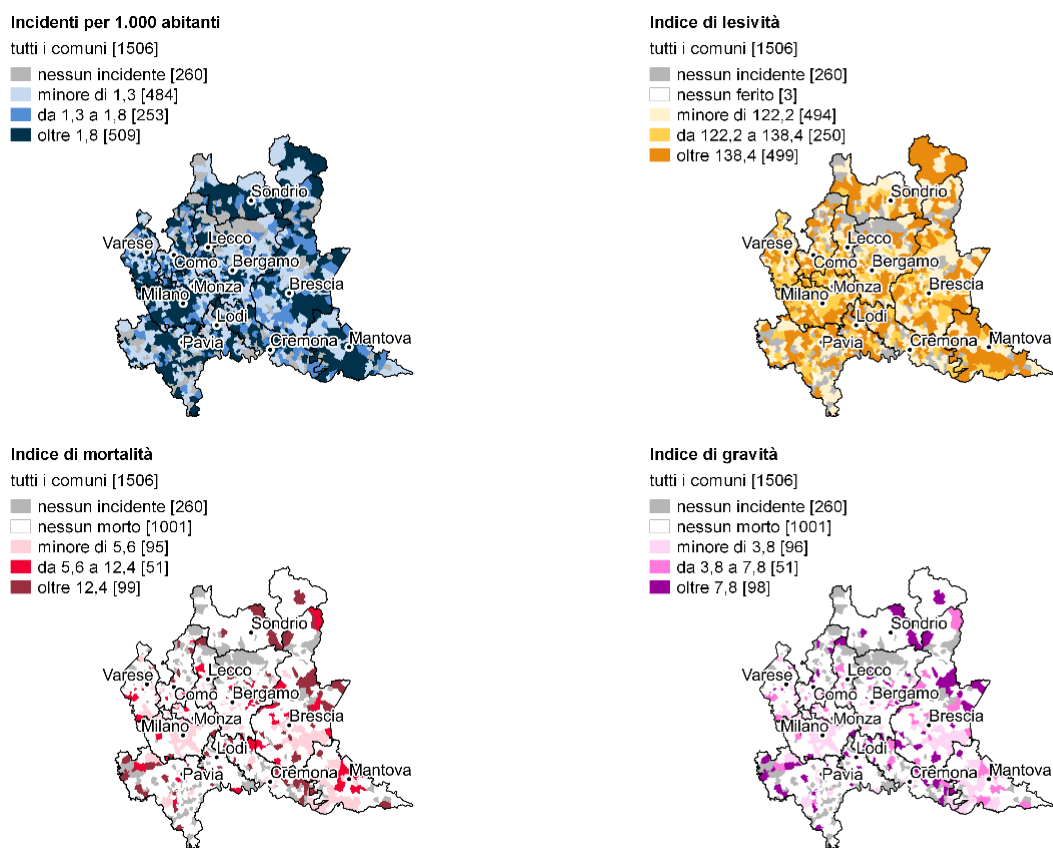 Incidenti per 1.000 abitanti
tutti i comuni [1506]
nessun incidente [260]
minore di 1,3 [484]
da 1,3 a 1,8 [253]
oltre 1,8 [509]
Sondrio
Varese
Lecco
Como
Bergamo
Milano
Monza
Brescia
Lodi
Pavia
Cremona
Mantova
Indice di lesività
tutti i comuni [1506]
nessun incidente [260]
nessun ferito [3]
minore di 122,2 [494]
da 122,2 a 138,4 [250]
oltre 138,4 [499]
Sondrio
Varese
Lecco
Como
Bergamo
Milano
Monza
Brescia
Lodi
Pavia
Cremona
Mantova
Indice di mortalità
tutti i comuni [1506]
nessun incidente [260]
nessun morto [1001]
minore di 5,6 [95]
da 5,6 a 12,4 [51]
oltre 12,4 [99]
Sondrio
Varese
Lecco
Como
Bergamo
Milano
Monza
Brescia
Lodi
Pavia
Cremona
Mantova
Indice di gravità
tutti i comuni [1506]
nessun incidente [260]
nessun morto [1001]
minore di 3,8 [96]
da 3,8 a 7,8 [51]
oltre 7,8 [98]
Sondrio
Varese
Lecco
Como
Bergamo
Milano
Monza
Brescia
Lodi
Pavia
Cremona
Mantova